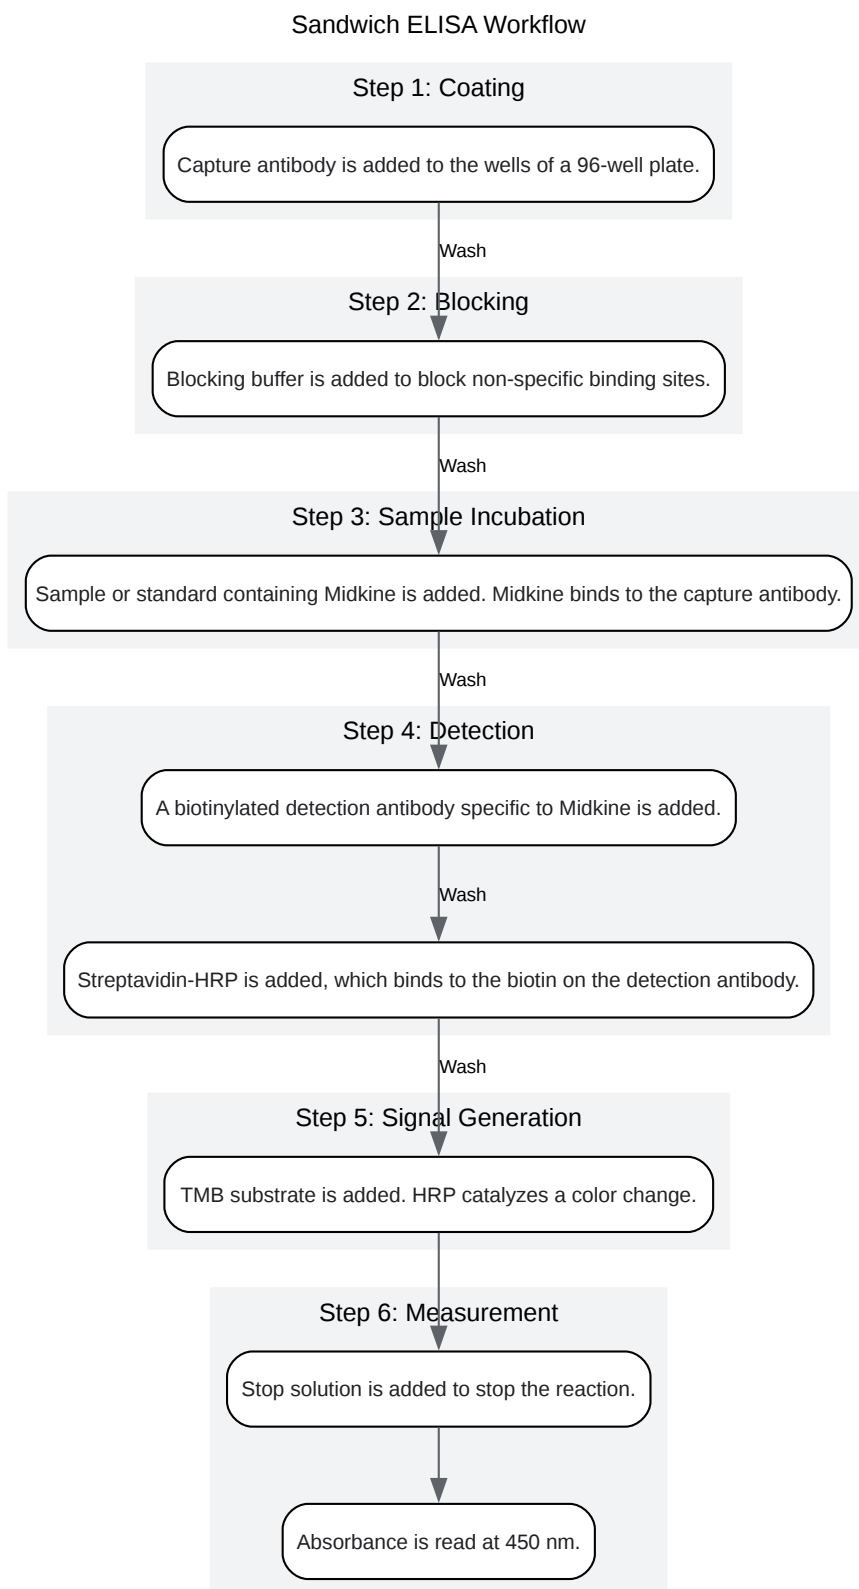 Sandwich ELISA Workflow
Step 1: Coating
Capture antibody is added to the wells of a 96-well plate.
Wash
Step 2: Blocking
Blocking buffer is added to block non-specific binding sites.
Wash
Step 3: Sample Incubation
Sample or standard containing Midkine is added. Midkine binds to the capture antibody.
Wash
Step 4: Detection
A biotinylated detection antibody specific to Midkine is added.
Wash
Streptavidin-HRP is added, which binds to the biotin on the detection antibody.
Wash
Step 5: Signal Generation
TMB substrate is added. HRP catalyzes a color change.
Step 6: Measurement
Stop solution is added to stop the reaction.
Absorbance is read at 450 nm.